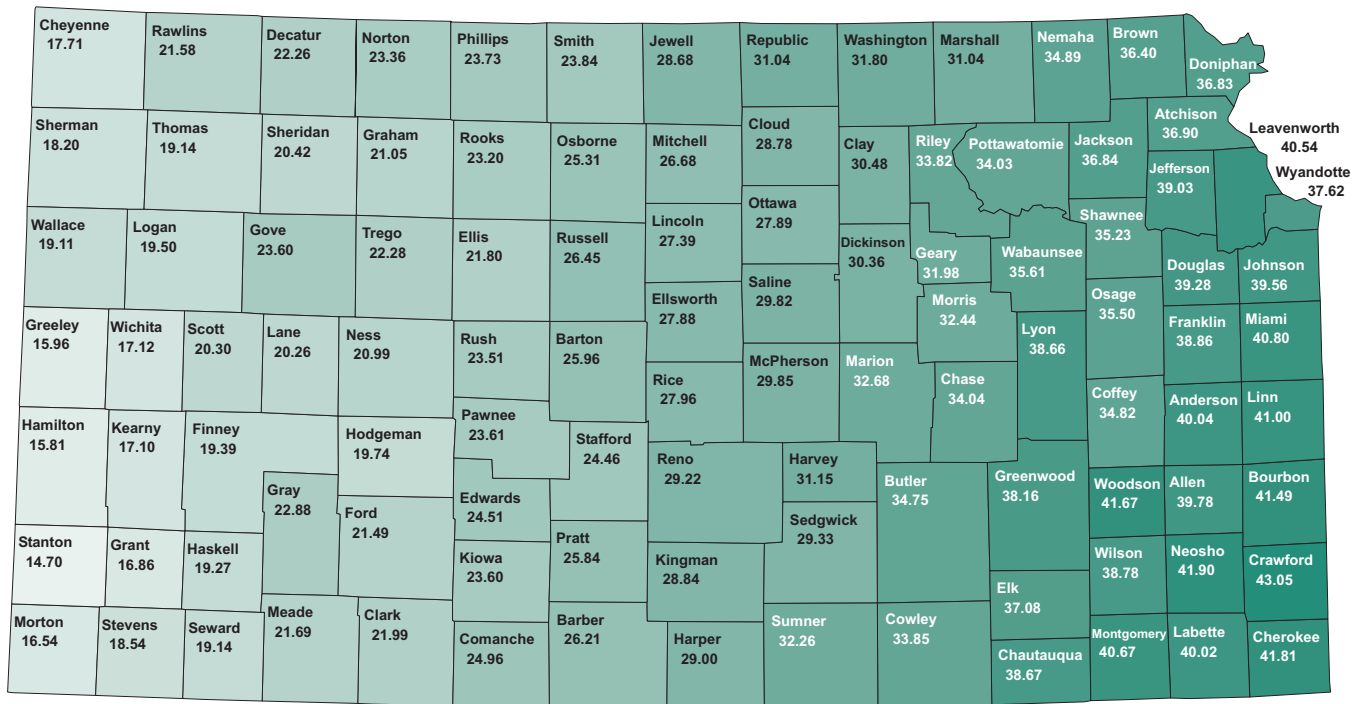 Cheyenne
17.71
Rawlins
21.58
Decatur
22.26
Norton
23.36
Phillips
23.73
Smith
23.84
Jewell
28.68
Republic
31.04
Washington
31.80
Marshall
31.04
Nemaha
34.89
Brown
36.40
Doniphan
36.83
Sherman
18.20
Thomas
19.14
Sheridan
20.42
Graham
21.05
Rooks
23.20
Osborne
25.31
Mitchell
26.68
Cloud
28.78
Clay
30.48
Riley
33.82
Pottawatomie
34.03
Jackson
36.84
Atchison
36.90
Jefferson
39.03
Leavenworth
40.54
Wyandotte
37.62
Wallace
19.11
Logan
19.50
Gove
23.60
Trego
22.28
Ellis
21.80
Russell
26.45
Lincoln
27.39
Ottawa
27.89
Dickinson
30.36
Geary
31.98
Wabaunsee
35.61
Shawnee
35.23
Douglas
39.28
Johnson
39.56
Ellsworth
27.88
Saline
29.82
Morris
32.44
Osage
35.50
Greeley
15.96
Wichita
17.12
Scott
20.30
Lane
20.26
Ness
20.99
Rush
23.51
Barton
25.96
Rice
27.96
McPherson
29.85
Marion
32.68
Chase
34.04
Lyon
38.66
Franklin
38.86
Miami
40.80
Coffey
34.82
Anderson
40.04
Linn
41.00
Hamilton
15.81
Kearny
17.10
Finney
19.39
Hodgeman
19.74
Pawnee
23.61
Stafford
24.46
Reno
29.22
Harvey
31.15
Butler
34.75
Greenwood
38.16
Woodson
41.67
Allen
39.78
Bourbon
41.49
Gray
22.88
Ford
21.49
Edwards
24.51
Sedgwick
29.33
Stanton
14.70
Grant
16.86
Haskell
19.27
Kiowa
23.60
Pratt
25.84
Kingman
28.84
Wilson
38.78
Neosho
41.90
Crawford
43.05
Elk
37.08
Morton
16.54
Stevens
18.54
Seward
19.14
Meade
21.69
Clark
21.99
Comanche
24.96
Barber
26.21
Harper
29.00
Sumner
32.26
Cowley
33.85
Chautauqua
38.67
Montgomery
40.67
Labette
40.02
Cherokee
41.81